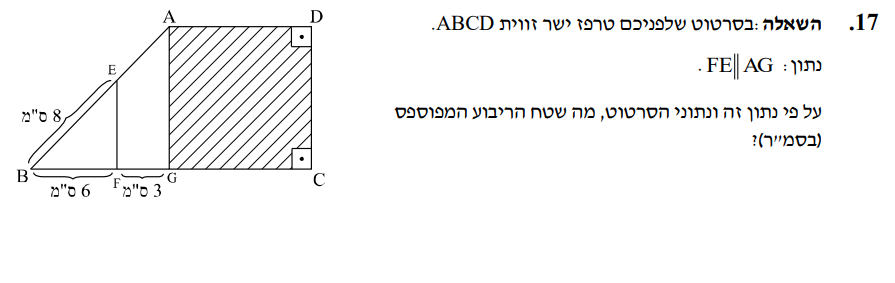 17. השאלה: בסרטוט שלפניכם טרפז ישר זווית ABCD.
נתון: FE || AG.
על פי נתון זה ונתוני הסרטוט, מה שטח הריבוע המפוספס
(בסמ"ר)?
A
D
E
8 ס"מ
B
F
G
C
6 ס"מ
3 ס"מ